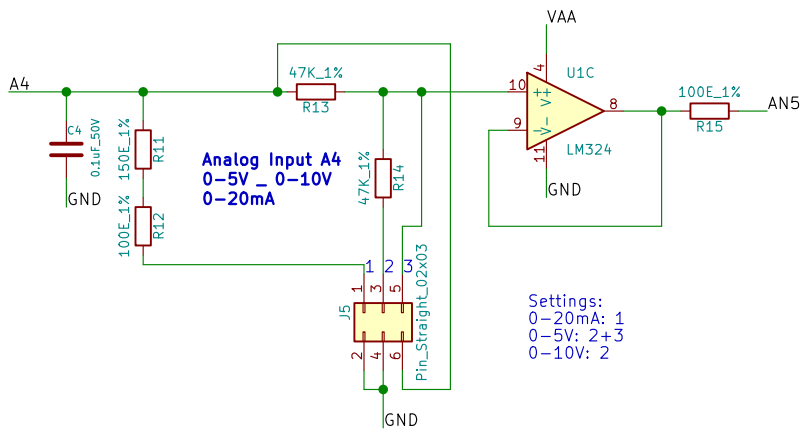 VAA
A4
47K_1%
R13
C4
0.1uF_50V
GND
150E_1%
R11
100E_1%
R12
Analog Input A4
0-5V _ 0-10V
0-20mA
47K_1%
R14
10
9
4
11
8
V+
V-
+
-
U1C
LM324
GND
100E_1%
R15
AN5
1 2 3
1 3 5
J5
Pin_Straight_02x03
2 4 6
GND
Settings:
0-20mA: 1
0-5V: 2+3
0-10V: 2